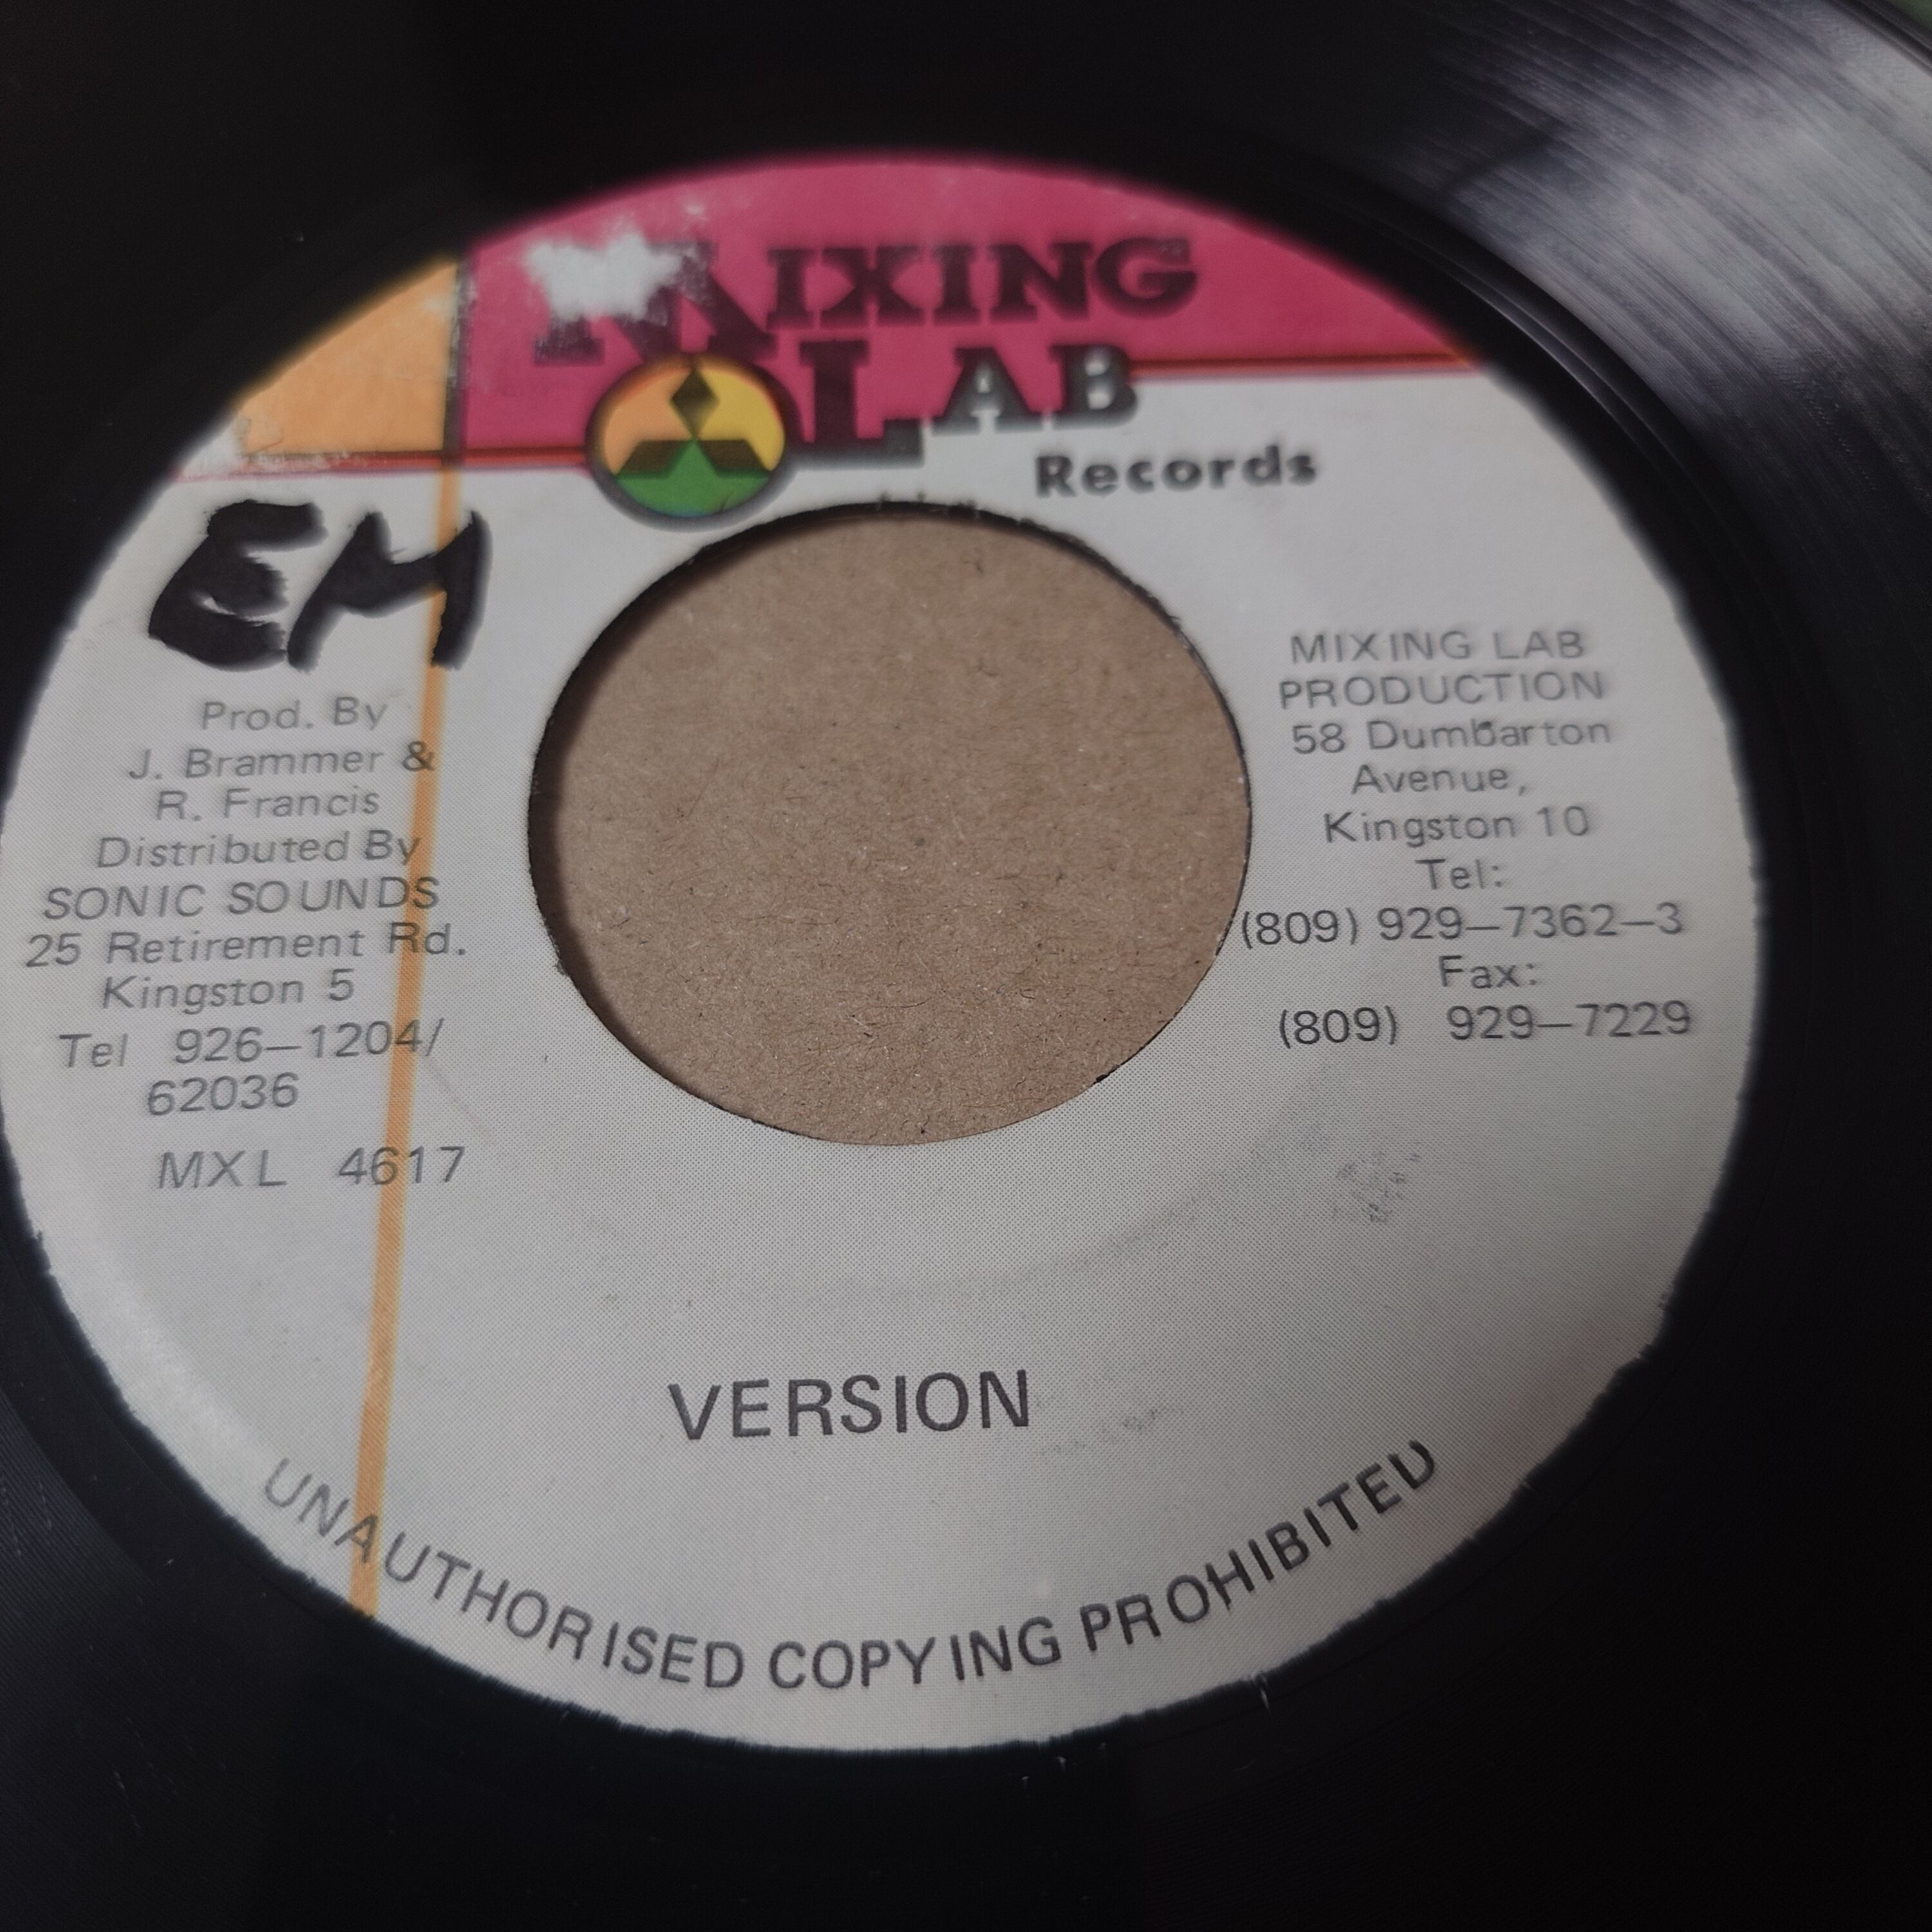 MIXING
LAB
Records
EM
Prod. By
J. Brammer &
R. Francis
Distributed By
SONIC SOUNDS
25 Retirement Rd.
Kingston 5
Tel 926-1204/
62036
MXL 4617
MIXING LAB
PRODUCTION
58 Dumbarton
Avenue,
Kingston 10
Tel:
(809) 929-7362-3
Fax:
(809) 929-7229
VERSION
UNAUTHORISED COPYING PROHIBITED